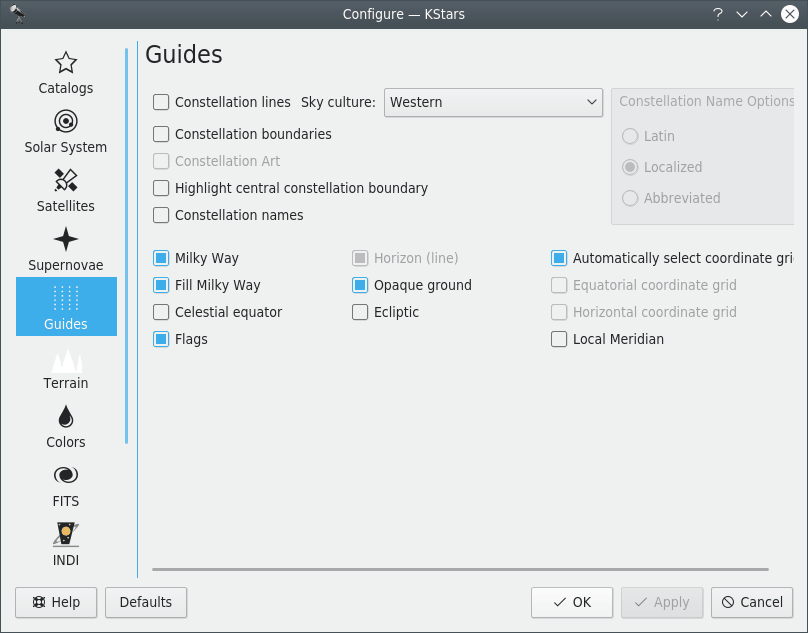 Configure — KStars
Guides
Catalogs
Solar System
Satellites
Supernovae
Guides
Terrain
Colors
FITS
INDI
Constellation lines Sky culture: Western
Constellation boundaries
Constellation Art
Highlight central constellation boundary
Constellation names
Constellation Name Options
Latin
Localized
Abbreviated
Milky Way Horizon (line) Automatically select coordinate gri
Fill Milky Way Opaque ground Equatorial coordinate grid
Celestial equator Ecliptic Horizontal coordinate grid
Flags Local Meridian
Help Defaults OK Apply Cancel